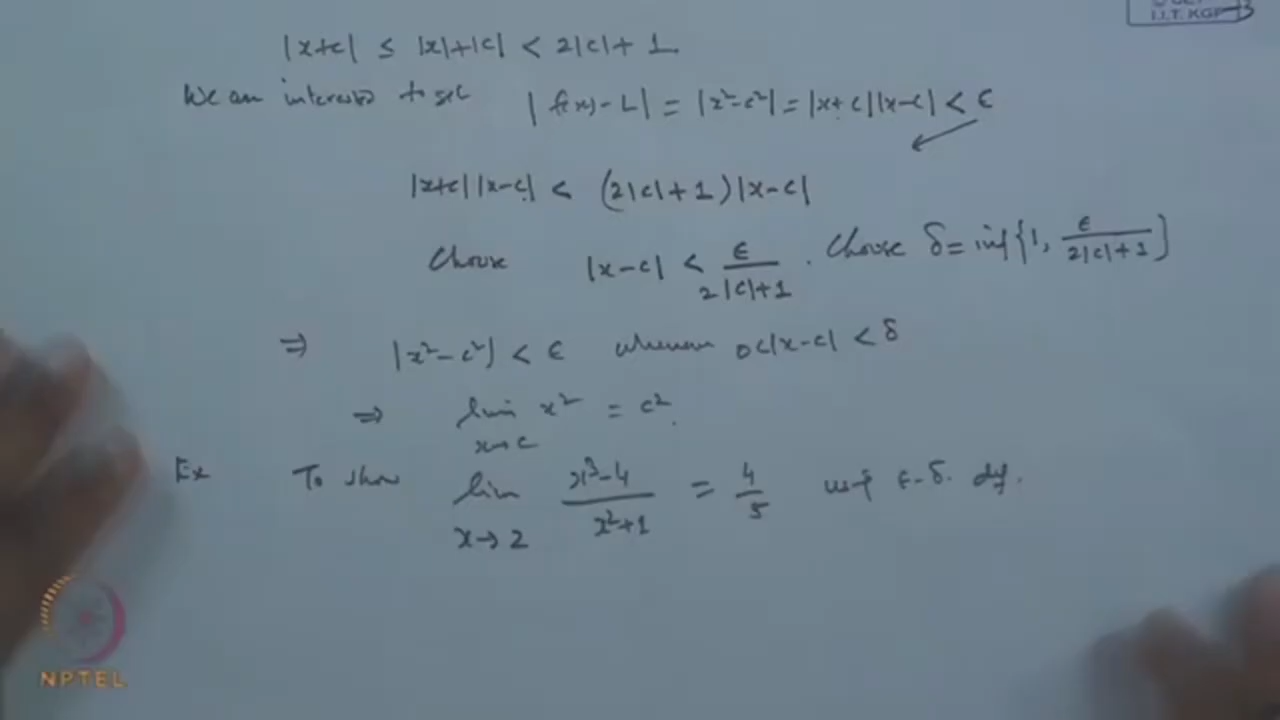 I.I.T. KGP
|x+c| ≤ |x|+|c| < 2|c|+1
We are interested to see |f(x)-L| = |x²-c²| = |x+c||x-c| < ε
|x+c||x-c| < (2|c|+1)|x-c|
Choose |x-c| < ε/(2|c|+1) . Choose δ = inf{1, ε/(2|c|+1)}
⇒ |x²-c²| < ε whenever 0<|x-c| < δ
⇒ lim x→c x² = c².
Ex To show lim x→2 (x³-4)/(x²+1) = 4/5 using ε-δ def.
NPTEL